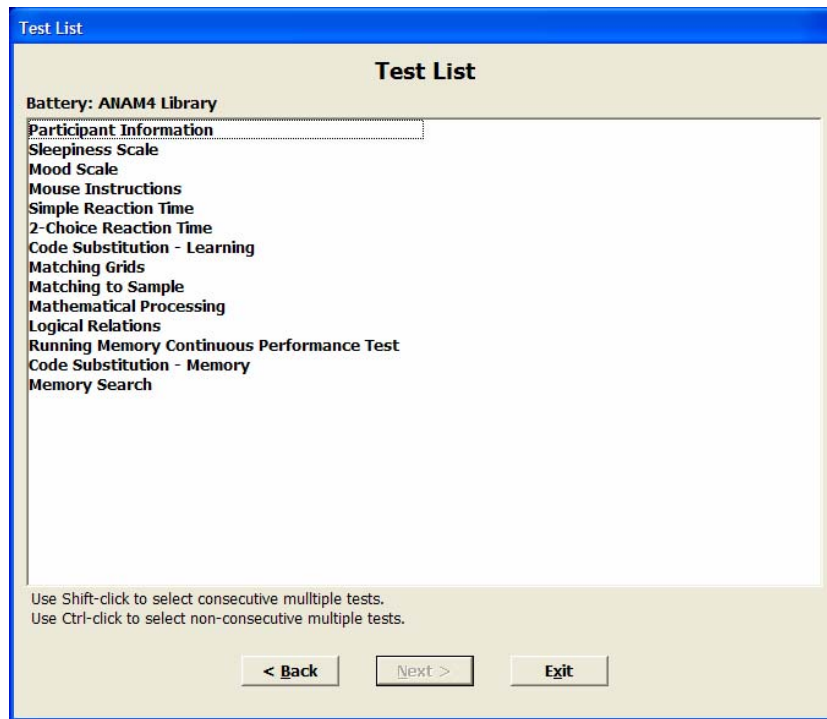 Test List
Test List
Battery: ANAM4 Library
Participant Information
Sleepiness Scale
Mood Scale
Mouse Instructions
Simple Reaction Time
2-Choice Reaction Time
Code Substitution - Learning
Matching Grids
Matching to Sample
Mathematical Processing
Logical Relations
Running Memory Continuous Performance Test
Code Substitution - Memory
Memory Search
Use Shift-click to select consecutive mulltiple tests.
Use Ctrl-click to select non-consecutive multiple tests.
< Back Next > Exit